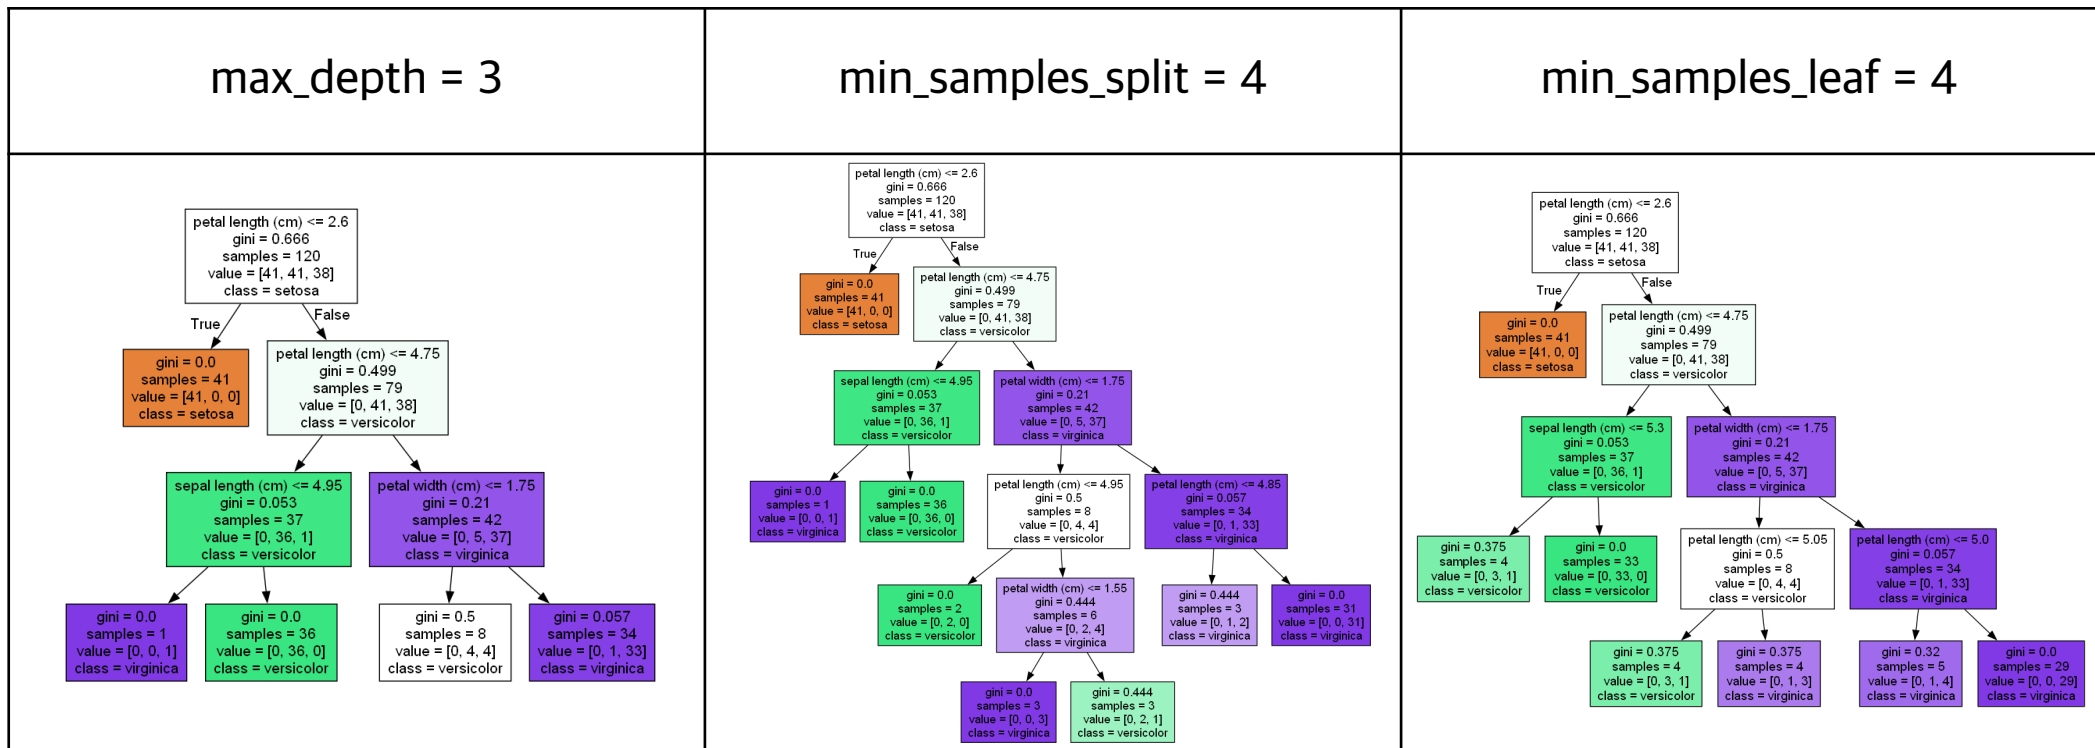 max_depth = 3
min_samples_split = 4
min_samples_leaf = 4
petal length (cm) <= 2.6
gini = 0.666
samples = 120
value = [41, 41, 38]
class = setosa
True
False
gini = 0.0
samples = 41
value = [41, 0, 0]
class = setosa
petal length (cm) <= 4.75
gini = 0.499
samples = 79
value = [0, 41, 38]
class = versicolor
sepal length (cm) <= 4.95
gini = 0.053
samples = 37
value = [0, 36, 1]
class = versicolor
petal width (cm) <= 1.75
gini = 0.21
samples = 42
value = [0, 5, 37]
class = virginica
gini = 0.0
samples = 1
value = [0, 0, 1]
class = virginica
gini = 0.0
samples = 36
value = [0, 36, 0]
class = versicolor
gini = 0.5
samples = 8
value = [0, 4, 4]
class = versicolor
gini = 0.057
samples = 34
value = [0, 1, 33]
class = virginica
petal length (cm) <= 2.6
gini = 0.666
samples = 120
value = [41, 41, 38]
class = setosa
True
False
gini = 0.0
samples = 41
value = [41, 0, 0]
class = setosa
petal length (cm) <= 4.75
gini = 0.499
samples = 79
value = [0, 41, 38]
class = versicolor
sepal length (cm) <= 4.95
gini = 0.053
samples = 37
value = [0, 36, 1]
class = versicolor
petal width (cm) <= 1.75
gini = 0.21
samples = 42
value = [0, 5, 37]
class = virginica
gini = 0.0
samples = 1
value = [0, 0, 1]
class = virginica
gini = 0.0
samples = 36
value = [0, 36, 0]
class = versicolor
petal length (cm) <= 4.95
gini = 0.5
samples = 8
value = [0, 4, 4]
class = versicolor
petal length (cm) <= 4.85
gini = 0.057
samples = 34
value = [0, 1, 33]
class = virginica
gini = 0.0
samples = 2
value = [0, 2, 0]
class = versicolor
petal width (cm) <= 1.55
gini = 0.444
samples = 6
value = [0, 2, 4]
class = virginica
gini = 0.444
samples = 3
value = [0, 1, 2]
class = virginica
gini = 0.0
samples = 31
value = [0, 0, 31]
class = virginica
gini = 0.0
samples = 3
value = [0, 0, 3]
class = virginica
gini = 0.444
samples = 3
value = [0, 2, 1]
class = versicolor
petal length (cm) <= 2.6
gini = 0.666
samples = 120
value = [41, 41, 38]
class = setosa
True
False
gini = 0.0
samples = 41
value = [41, 0, 0]
class = setosa
petal length (cm) <= 4.75
gini = 0.499
samples = 79
value = [0, 41, 38]
class = versicolor
sepal length (cm) <= 5.3
gini = 0.053
samples = 37
value = [0, 36, 1]
class = versicolor
petal width (cm) <= 1.75
gini = 0.21
samples = 42
value = [0, 5, 37]
class = virginica
gini = 0.375
samples = 4
value = [0, 3, 1]
class = versicolor
gini = 0.0
samples = 33
value = [0, 33, 0]
class = versicolor
petal length (cm) <= 5.05
gini = 0.5
samples = 8
value = [0, 4, 4]
class = versicolor
petal length (cm) <= 5.0
gini = 0.057
samples = 34
value = [0, 1, 33]
class = virginica
gini = 0.375
samples = 4
value = [0, 3, 1]
class = versicolor
gini = 0.375
samples = 4
value = [0, 1, 3]
class = virginica
gini = 0.32
samples = 5
value = [0, 1, 4]
class = virginica
gini = 0.0
samples = 29
value = [0, 0, 29]
class = virginica